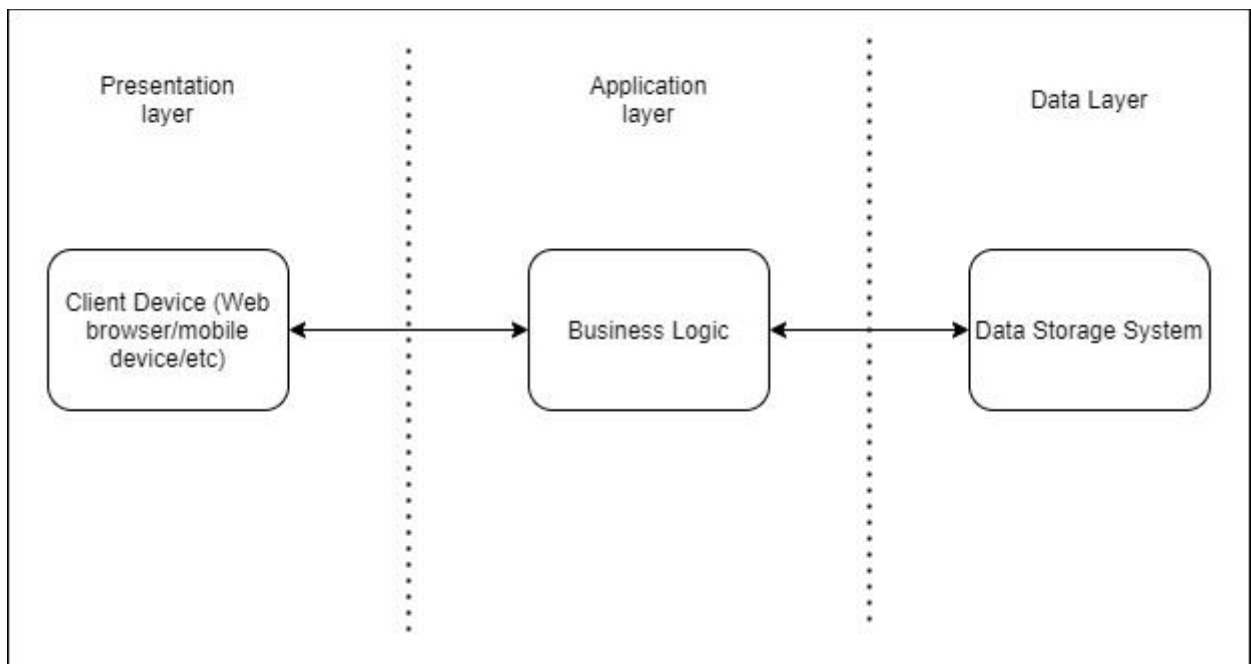 Presentation
layer
Application
layer
Data Layer
Client Device (Web
browser/mobile
device/etc)
Business Logic
Data Storage System